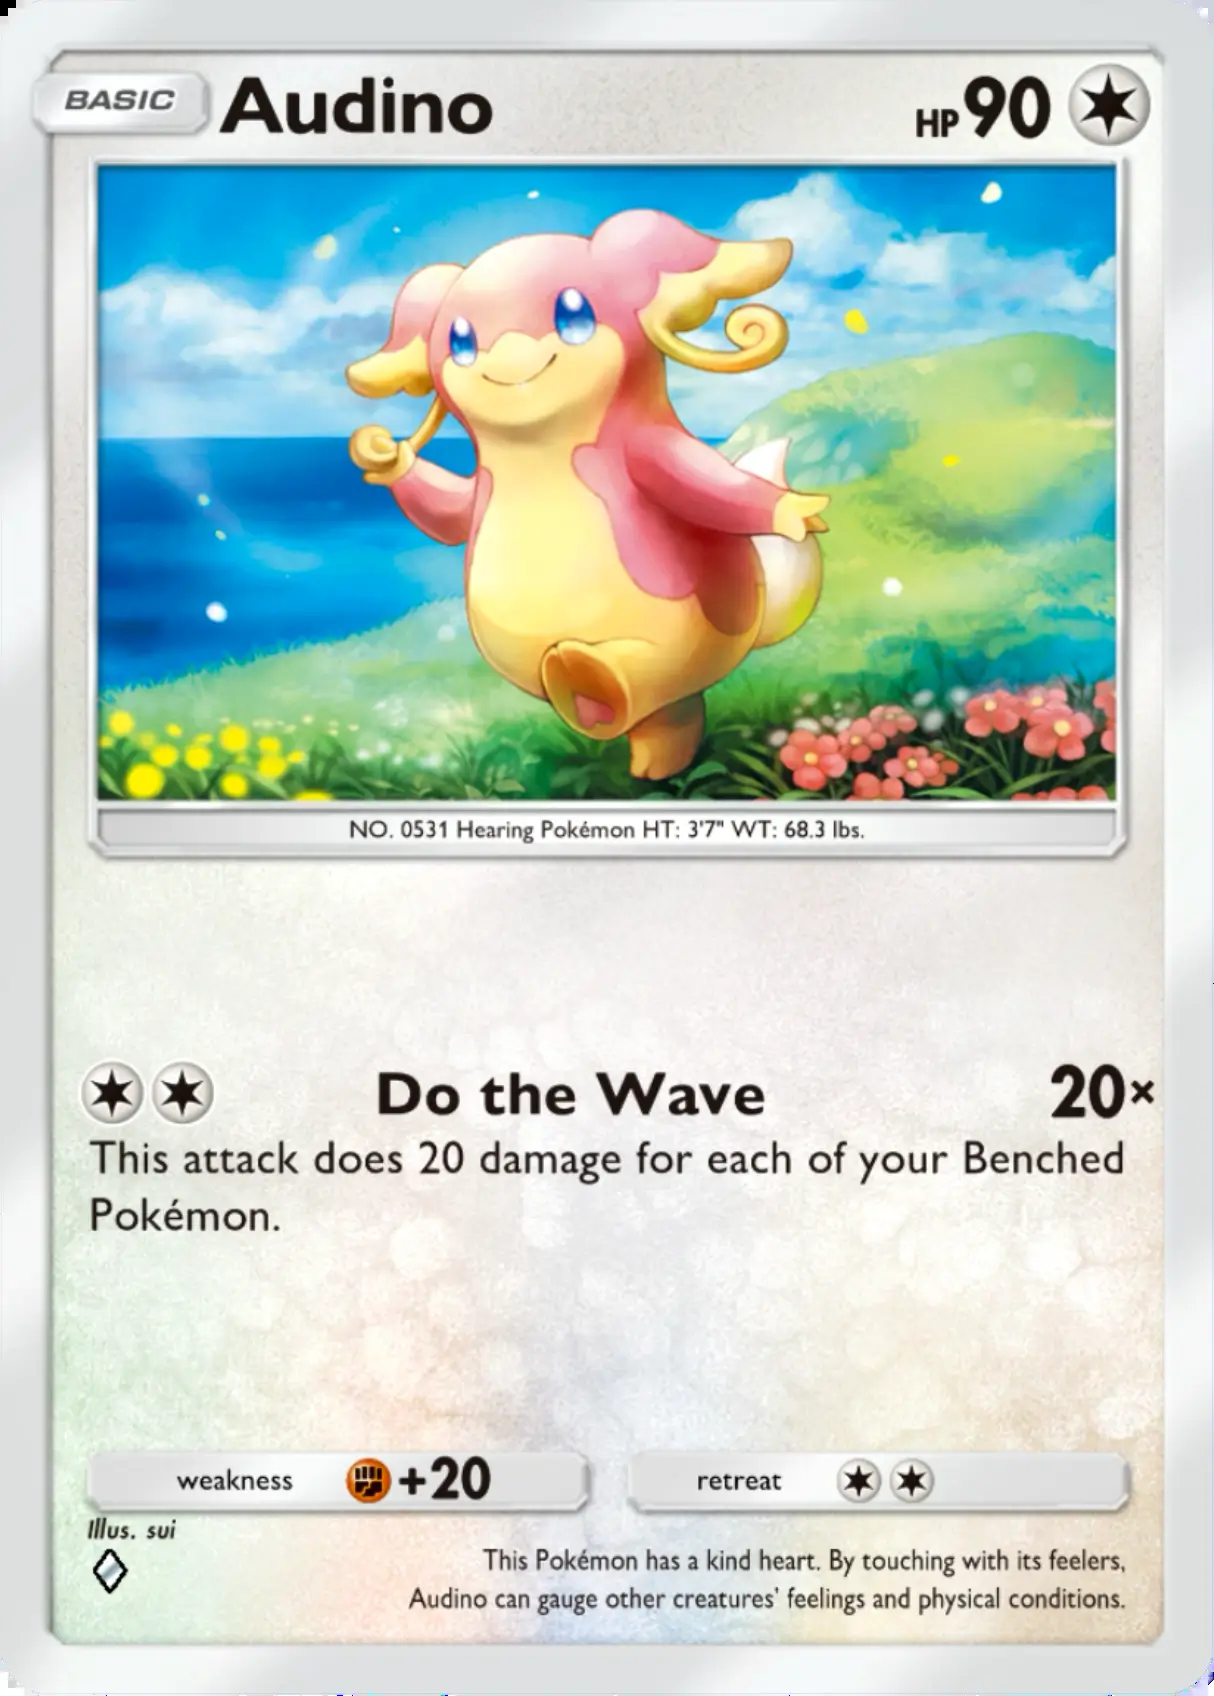 BASIC Audino HP 90
NO. 0531 Hearing Pokémon HT: 3'7" WT: 68.3 lbs.
Do the Wave 20×
This attack does 20 damage for each of your Benched
Pokémon.
weakness +20 retreat
Illus. sui
This Pokémon has a kind heart. By touching with its feelers,
Audino can gauge other creatures' feelings and physical conditions.